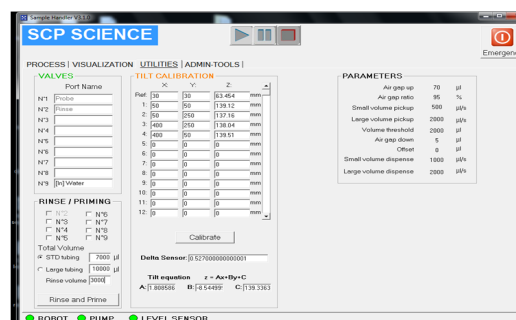 Sample Handler V3.1.0
SCP SCIENCE
Emergenc
PROCESS | VISUALIZATION | UTILITIES | ADMIN-TOOLS |
VALVES
Port Name
N°1 Probe
N°2 Rinse
N°3
N°4
N°5
N°6
N°7
N°8
N°9 [In] Water
RINSE / PRIMING
N°2 N°6
N°3 N°7
N°4 N°8
N°5 N°9
Total Volume
STD tubing 7000 µl
Large tubing 10000 µl
Rinse volume 3000
Rinse and Prime
TILT CALIBRATION
X: Y: Z:
Ref. 30 30 63.454 mm
1: 50 50 139.12 mm
2: 50 250 137.16 mm
3: 400 250 138.04 mm
4: 400 50 139.51 mm
5: 0 0 0 mm
6: 0 0 0 mm
7: 0 0 0 mm
8: 0 0 0 mm
9: 0 0 0 mm
10: 0 0 0 mm
11: 0 0 0 mm
12: 0 0 0 mm
Calibrate
Delta Sensor: 0.527000000000001
Tilt equation z = Ax+By+C
A: 1.808586 B: -8.54499 C: 139.3363
PARAMETERS
Air gap up 70 µl
Air gap ratio 95 %
Small volume pickup 500 µl/s
Large volume pickup 2000 µl/s
Volume threshold 2000 µl
Air gap down 5 µl
Offset 0 µl
Small volume dispense 1000 µl/s
Large volume dispense 2000 µl/s
ROBOT PUMP LEVEL SENSOR